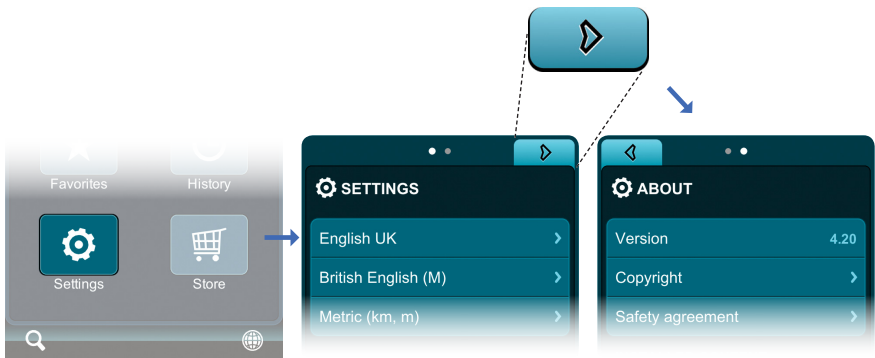 Favorites
History
Settings
Store
SETTINGS
English UK
British English (M)
Metric (km, m)
ABOUT
Version 4.20
Copyright
Safety agreement